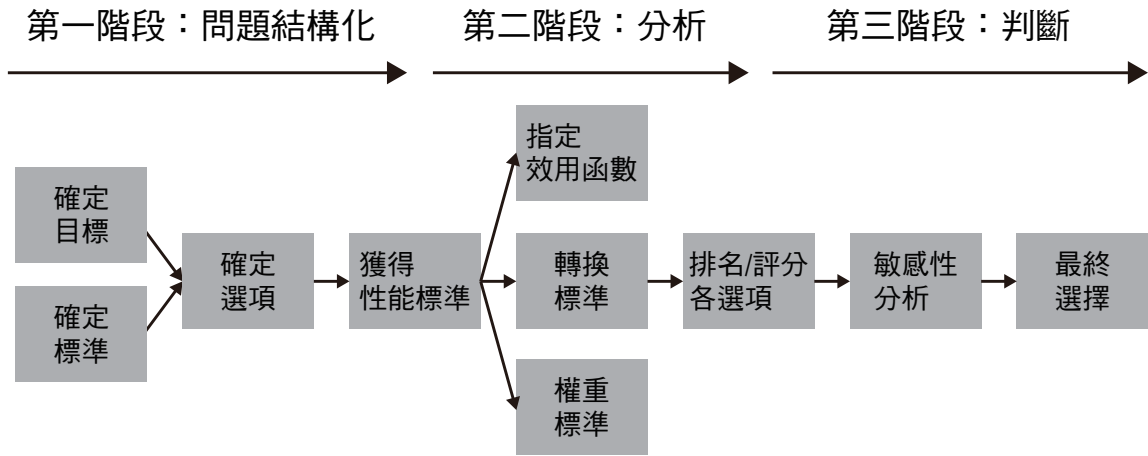 第一階段：問題結構化
第二階段：分析
第三階段：判斷
確定
目標
確定
標準
確定
選項
獲得
性能標準
指定
效用函數
轉換
標準
權重
標準
排名/評分
各選項
敏感性
分析
最終
選擇